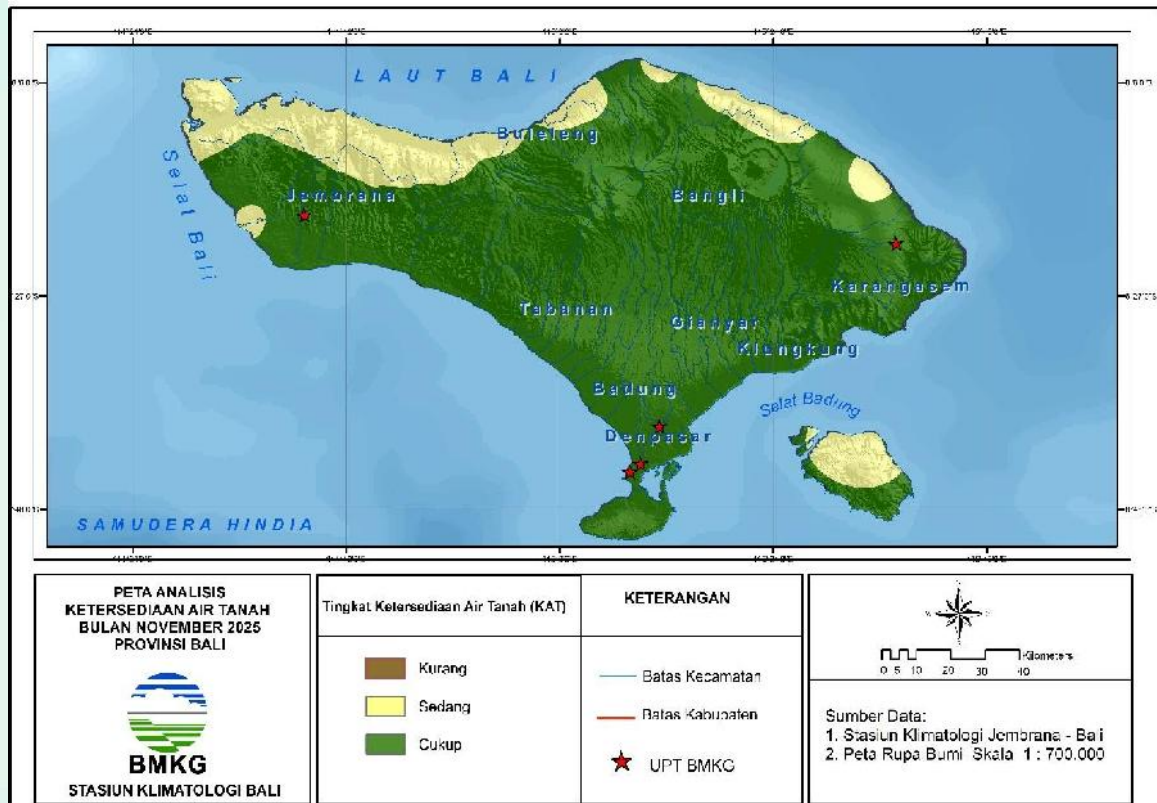 LAUT BALI
Buleleng
Selat Bali
Jembrana
Bangli
Karangasem
Tabanan
Gianyar
Klungkung
Badung
Selat Badung
Denpasar
SAMUDERA HINDIA
PETA ANALISIS
KETERSEDIAAN AIR TANAH
BULAN NOVEMBER 2025
PROVINSI BALI
BMKG
STASIUN KLIMATOLOGI BALI
Tingkat Ketersediaan Air Tanah (KAT)
Kurang
Sedang
Cukup
KETERANGAN
Batas Kecamatan
Batas Kabupaten
UPT BMKG
Kilometers
0 5 10 20 30 40
Sumber Data:
1. Stasiun Klimatologi Jembrana - Bali
2. Peta Rupa Bumi Skala 1 : 700.000